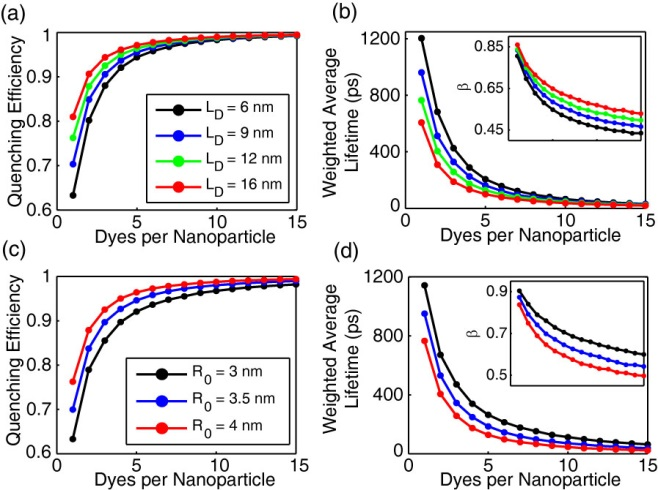 (a)
Quenching Efficiency
1
0.9
0.8
0.7
0.6
0 5 10 15
Dyes per Nanoparticle
L_D = 6 nm
L_D = 9 nm
L_D = 12 nm
L_D = 16 nm
(b)
Weighted Average
Lifetime (ps)
1200
800
400
0
0 5 10 15
Dyes per Nanoparticle
β
0.85
0.65
0.45
(c)
Quenching Efficiency
1
0.9
0.8
0.7
0.6
0 5 10 15
Dyes per Nanoparticle
R_0 = 3 nm
R_0 = 3.5 nm
R_0 = 4 nm
(d)
Weighted Average
Lifetime (ps)
1200
800
400
0
0 5 10 15
Dyes per Nanoparticle
β
0.9
0.7
0.5